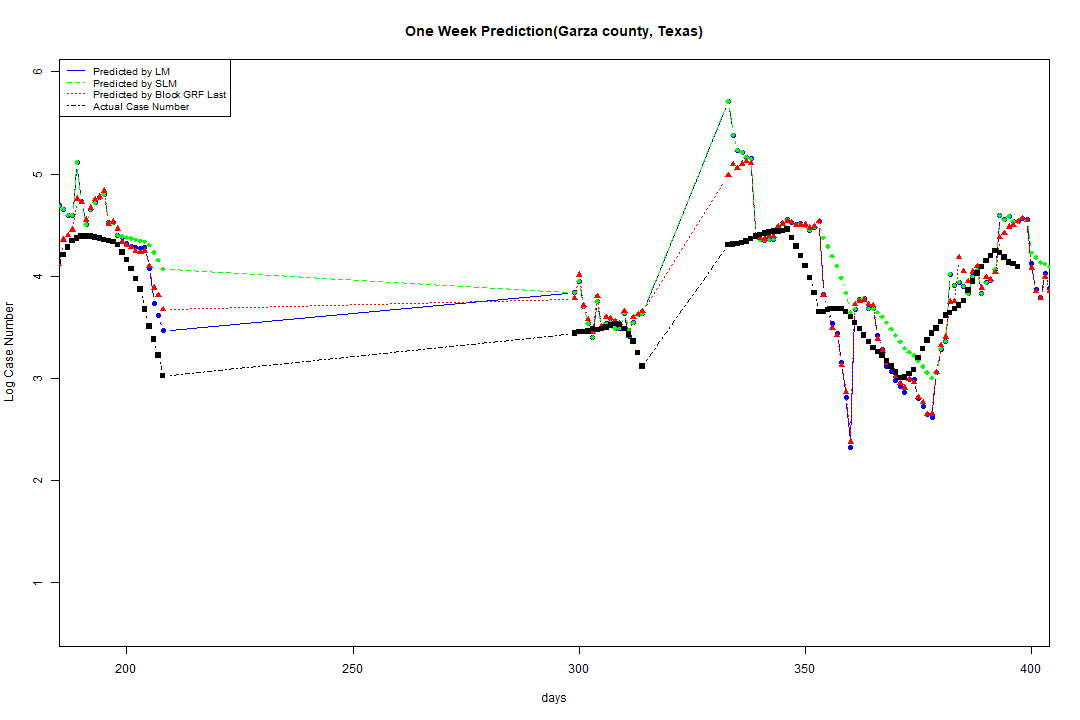 One Week Prediction(Garza county, Texas)
Predicted by LM
Predicted by SLM
Predicted by Block GRF Last
Actual Case Number
6
5
4
3
2
1
Log Case Number
200
250
300
350
400
days